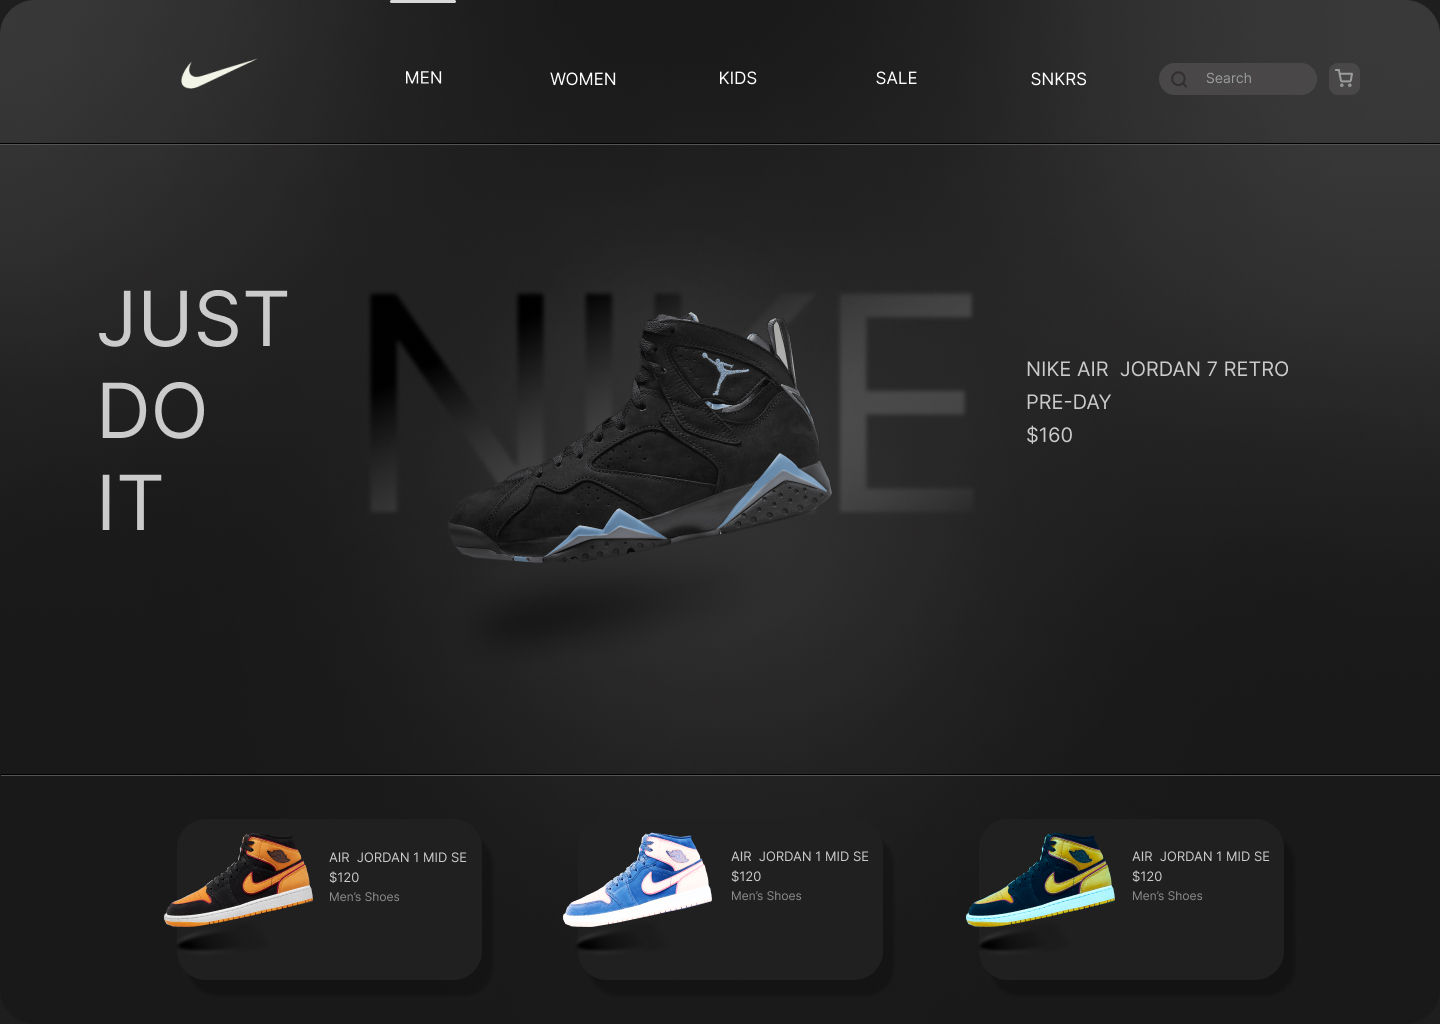 MEN WOMEN KIDS SALE SNKRS Search
NIKE
JUST
DO
IT
NIKE AIR JORDAN 7 RETRO
PRE-DAY
$160
AIR JORDAN 1 MID SE
$120
Men's Shoes
AIR JORDAN 1 MID SE
$120
Men's Shoes
AIR JORDAN 1 MID SE
$120
Men's Shoes